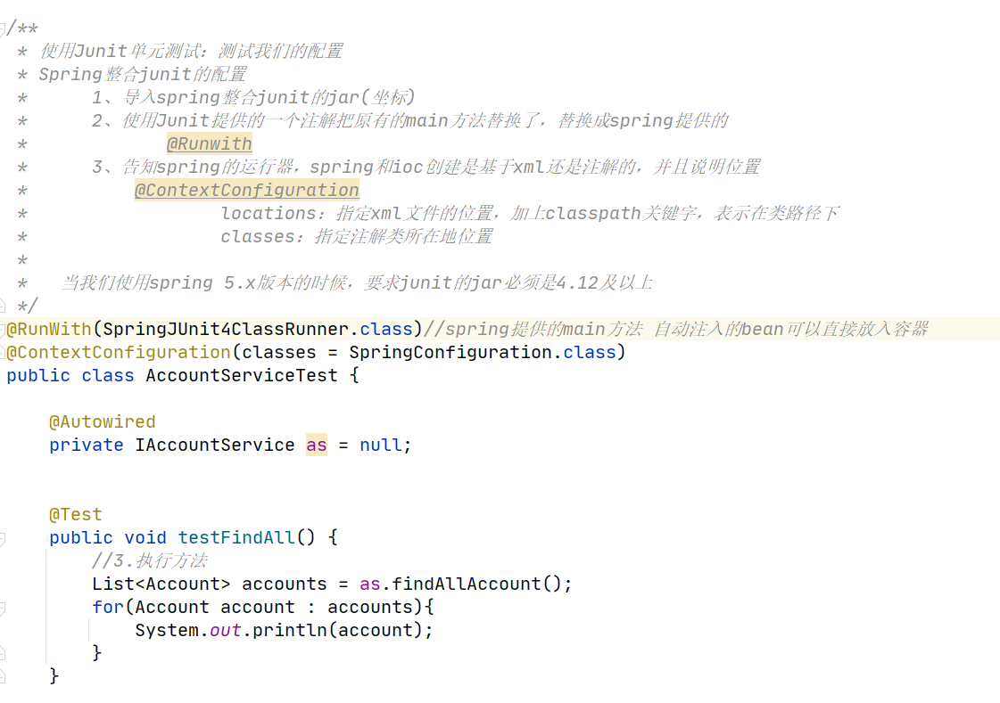 /**
 * 使用Junit单元测试：测试我们的配置
 * Spring整合junit的配置
 *      1、导入spring整合junit的jar(坐标)
 *      2、使用Junit提供的一个注解把原有的main方法替换了，替换成spring提供的
 *             @Runwith
 *      3、告知spring的运行器，spring和ioc创建是基于xml还是注解的，并且说明位置
 *          @ContextConfiguration
 *                  locations：指定xml文件的位置，加上classpath关键字，表示在类路径下
 *                  classes：指定注解类所在地位置
 *
 *   当我们使用spring 5.x版本的时候，要求junit的jar必须是4.12及以上
 */
@RunWith(SpringJUnit4ClassRunner.class)//spring提供的main方法 自动注入的bean可以直接放入容器
@ContextConfiguration(classes = SpringConfiguration.class)
public class AccountServiceTest {
    @Autowired
    private IAccountService as = null;
    @Test
    public void testFindAll() {
        //3.执行方法
        List<Account> accounts = as.findAllAccount();
        for(Account account : accounts){
            System.out.println(account);
        }
    }